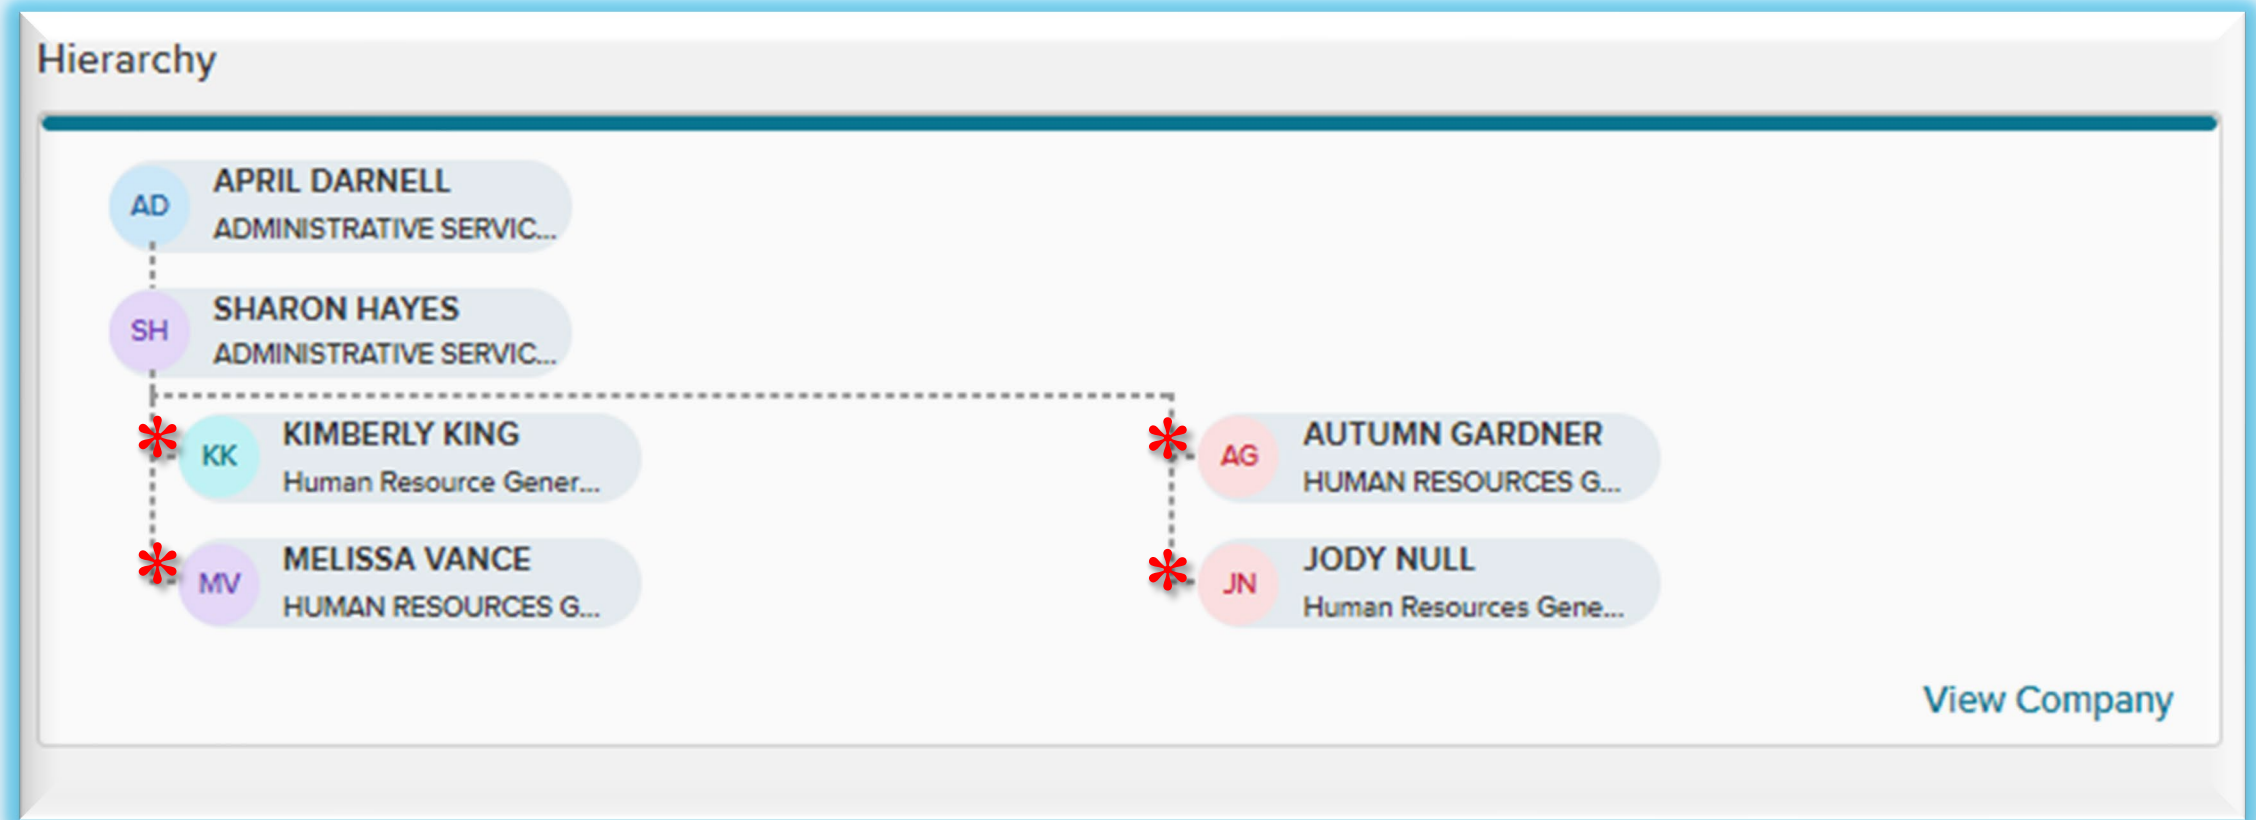 Hierarchy
AD
APRIL DARNELL
ADMINISTRATIVE SERVIC...
SH
SHARON HAYES
ADMINISTRATIVE SERVIC...
* KK
KIMBERLY KING
Human Resource Gener...
* AG
AUTUMN GARDNER
HUMAN RESOURCES G...
* MV
MELISSA VANCE
HUMAN RESOURCES G...
* JN
JODY NULL
Human Resources Gene...
View Company